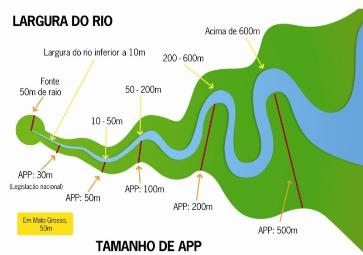 LARGURA DO RIO
Acima de 600m
Largura do rio inferior a 10m
200 - 600m
Fonte
50m de raio
50 - 200m
10 - 50m
APP: 30m
(Legislação nacional)
APP: 50m
APP: 100m
APP: 200m
APP: 500m
Em Mato Grosso,
50m
TAMANHO DE APP